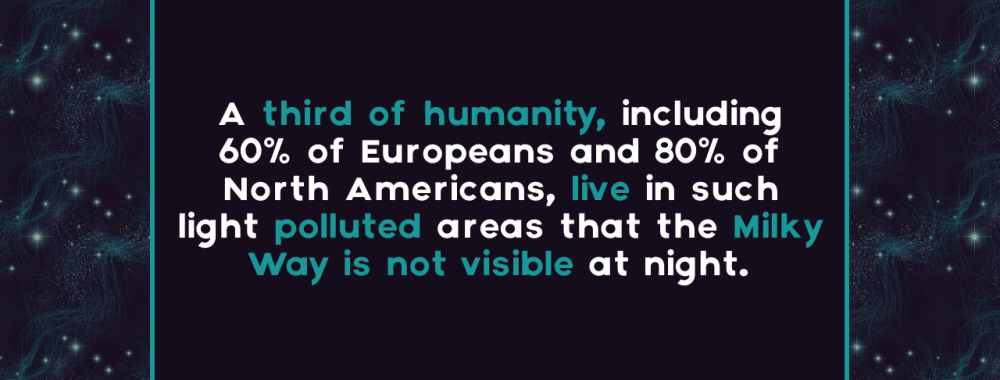 A third of humanity, including
60% of Europeans and 80% of
North Americans, live in such
light polluted areas that the Milky
Way is not visible at night.